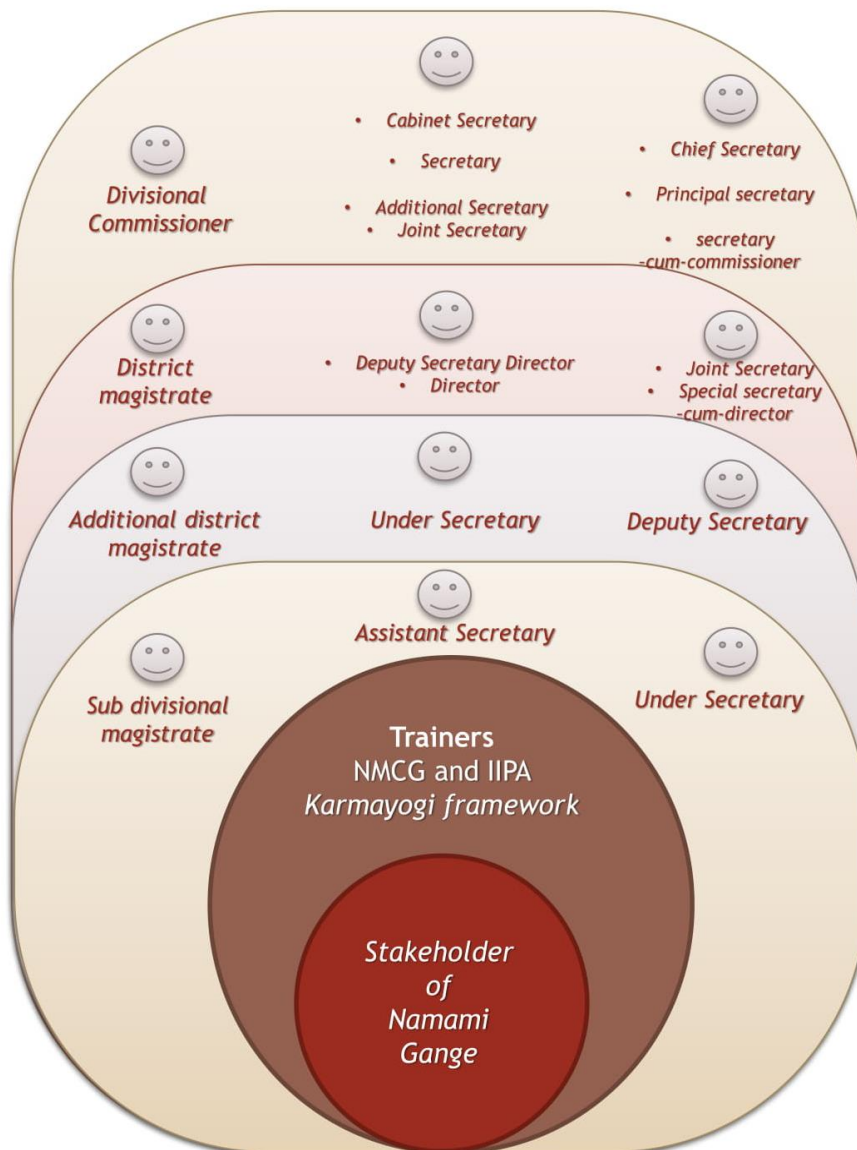 • Cabinet Secretary
• Secretary
• Additional Secretary
• Joint Secretary
Divisional
Commissioner
• Chief Secretary
• Principal secretary
• secretary
-cum-commissioner
District
magistrate
• Deputy Secretary Director
• Director
• Joint Secretary
• Special secretary
-cum-director
Additional district
magistrate
Under Secretary
Deputy Secretary
Assistant Secretary
Sub divisional
magistrate
Under Secretary
Trainers
NMCG and IIPA
Karmayogi framework
Stakeholder
of
Namami
Gange